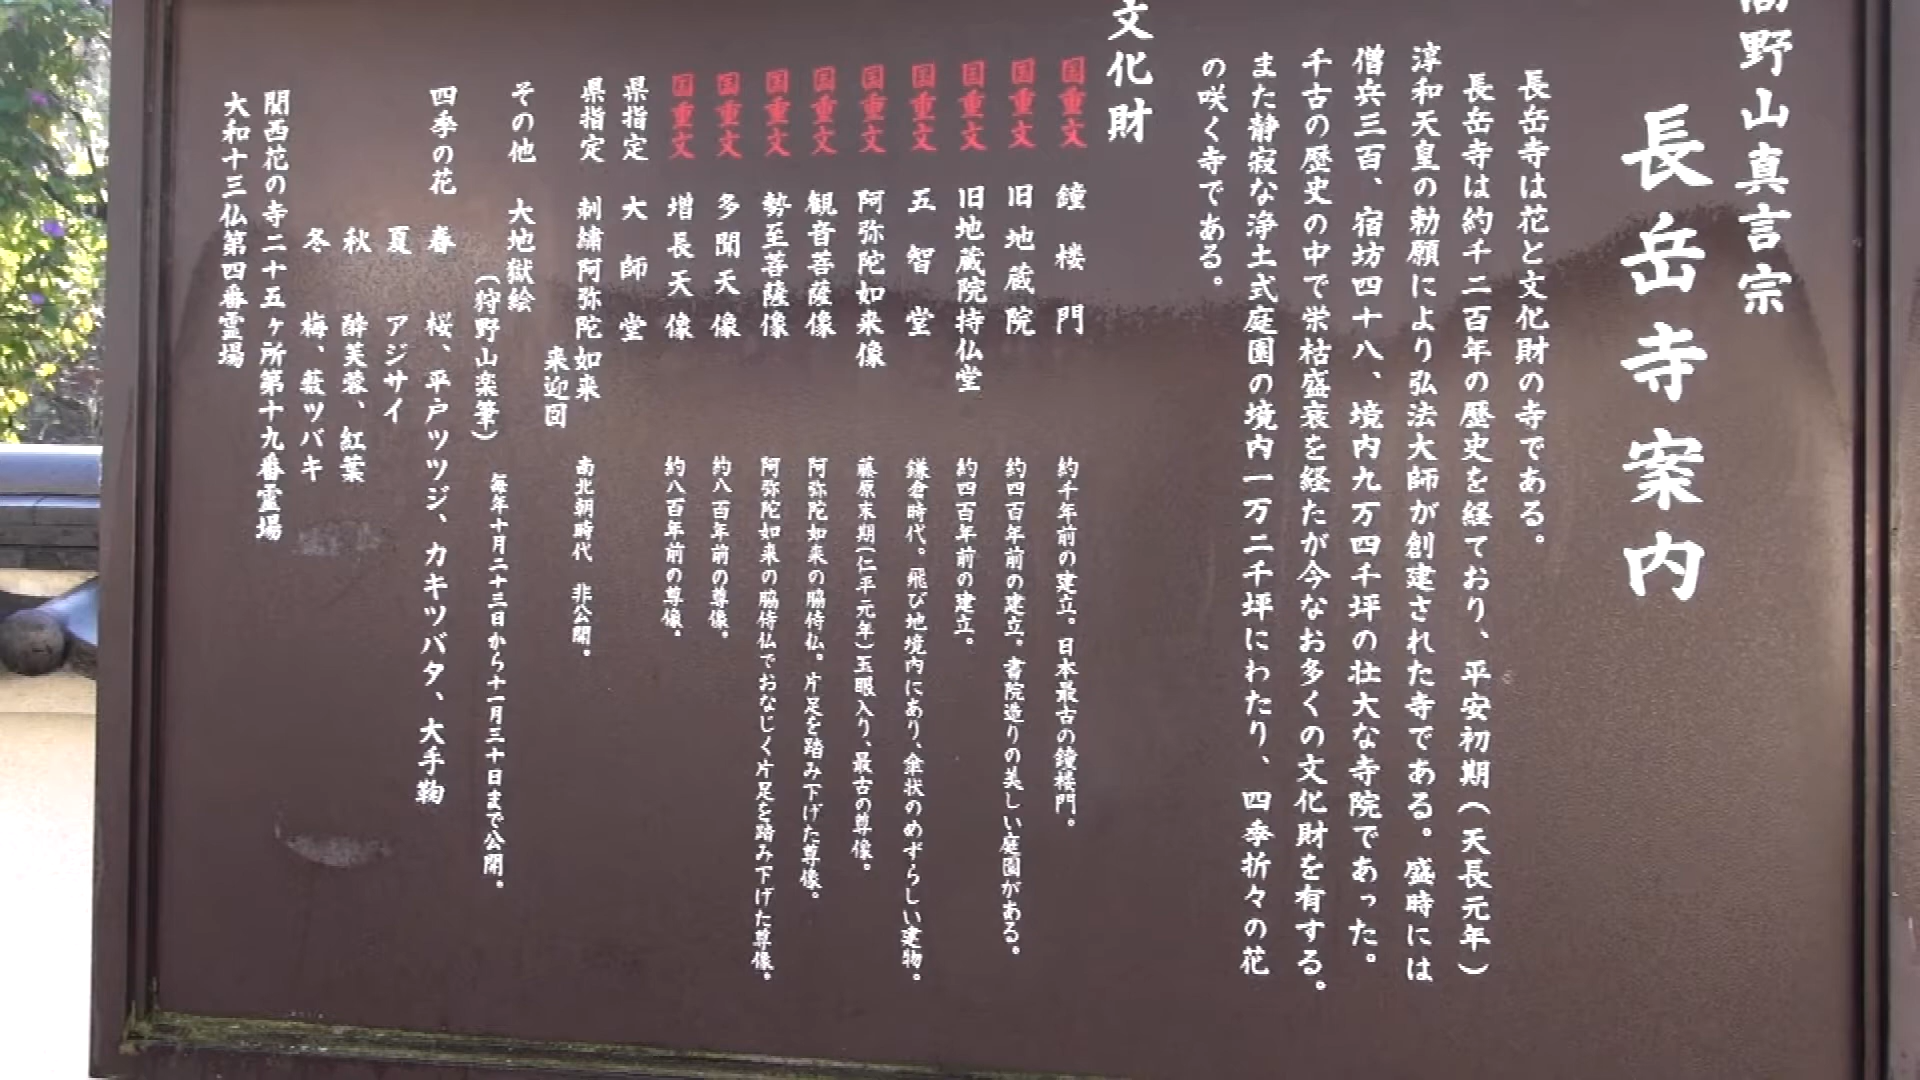 高野山真言宗
長岳寺案内
長岳寺は花と文化財の寺である。
長岳寺は約千二百年の歴史を経ており、平安初期(天長元年)
淳和天皇の勅願により弘法大師が創建された寺である。盛時には
僧兵三百、宿坊四十八、境内九万四千坪の壮大な寺院であった。
千古の歴史の中で栄枯盛衰を経たが今なお多くの文化財を有する。
また静寂な浄土式庭園の境内一万二千坪にわたり、四季折々の花
の咲く寺である。
文化財
国重文 鐘楼門 約千年前の建立。日本最古の鐘楼門。
国重文 旧地蔵院 約四百年前の建立。書院造りの美しい庭園がある。
国重文 旧地蔵院持仏堂 約四百年前の建立。
国重文 五智堂 鎌倉時代。飛び地境内にあり、傘状のめずらしい建物。
国重文 阿弥陀如来像 藤原末期(仁平元年)玉眼入り、最古の尊像。
国重文 観音菩薩像 阿弥陀如来の脇侍仏。片足を踏み下げた尊像。
国重文 勢至菩薩像 阿弥陀如来の脇侍仏でおなじく片足を踏み下げた尊像。
国重文 多聞天像 約八百年前の尊像。
国重文 増長天像 約八百年前の尊像。
県指定 大師堂
県指定 刺繍阿弥陀如来
来迎図 南北朝時代 非公開。
その他 大地獄絵
(狩野山楽筆) 毎年十月二十三日から十一月三十日まで公開。
四季の花 春 桜、平戸ツツジ、カキツバタ、大手鞠
夏 アジサイ
秋 酔芙蓉、紅葉
冬 梅、薮ツバキ
関西花の寺二十五ヶ所第十九番霊場
大和十三仏第四番霊場